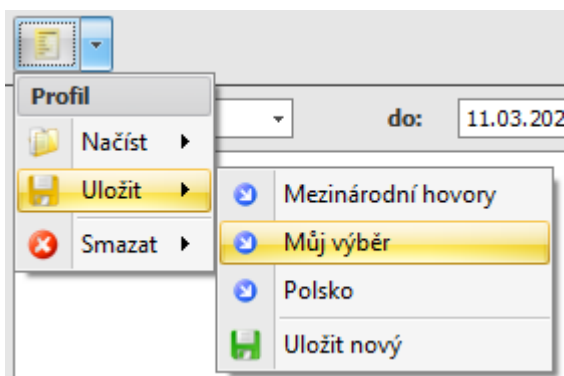 Profil
do: 11.03.202
Načíst
Uložit
Smazat
Mezinárodní hovory
Můj výběr
Polsko
Uložit nový